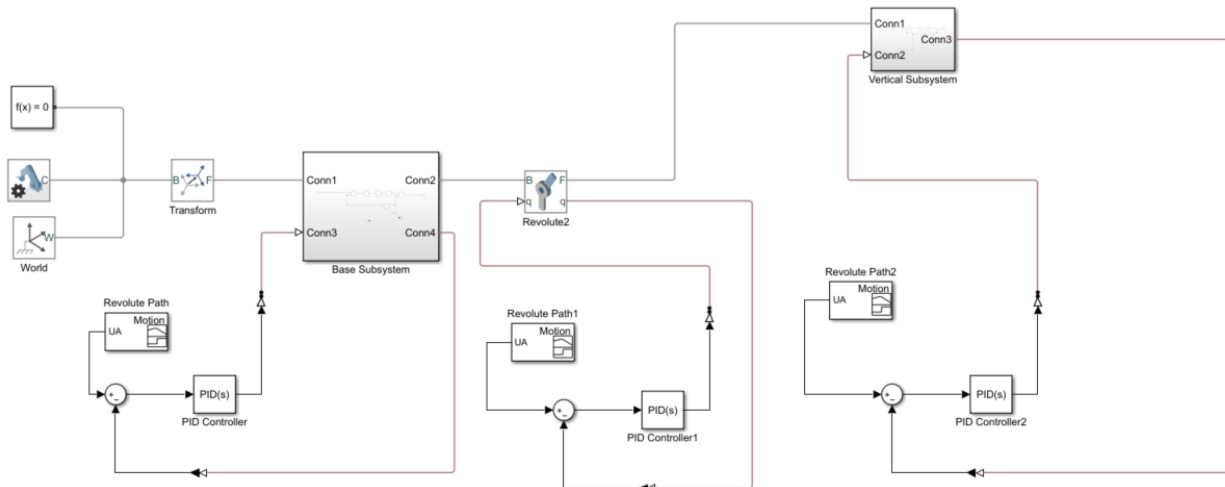 Conn1
Conn3
Conn2
Vertical Subsystem
f(x) = 0
C
B
F
Transform
Conn1
Conn2
Conn3
Conn4
Base Subsystem
B
F
q
q
Revolute2
W
World
Revolute Path
Motion
UA
+
-
PID(s)
PID Controller
Revolute Path1
Motion
UA
+
-
PID(s)
PID Controller1
Revolute Path2
Motion
UA
+
-
PID(s)
PID Controller2